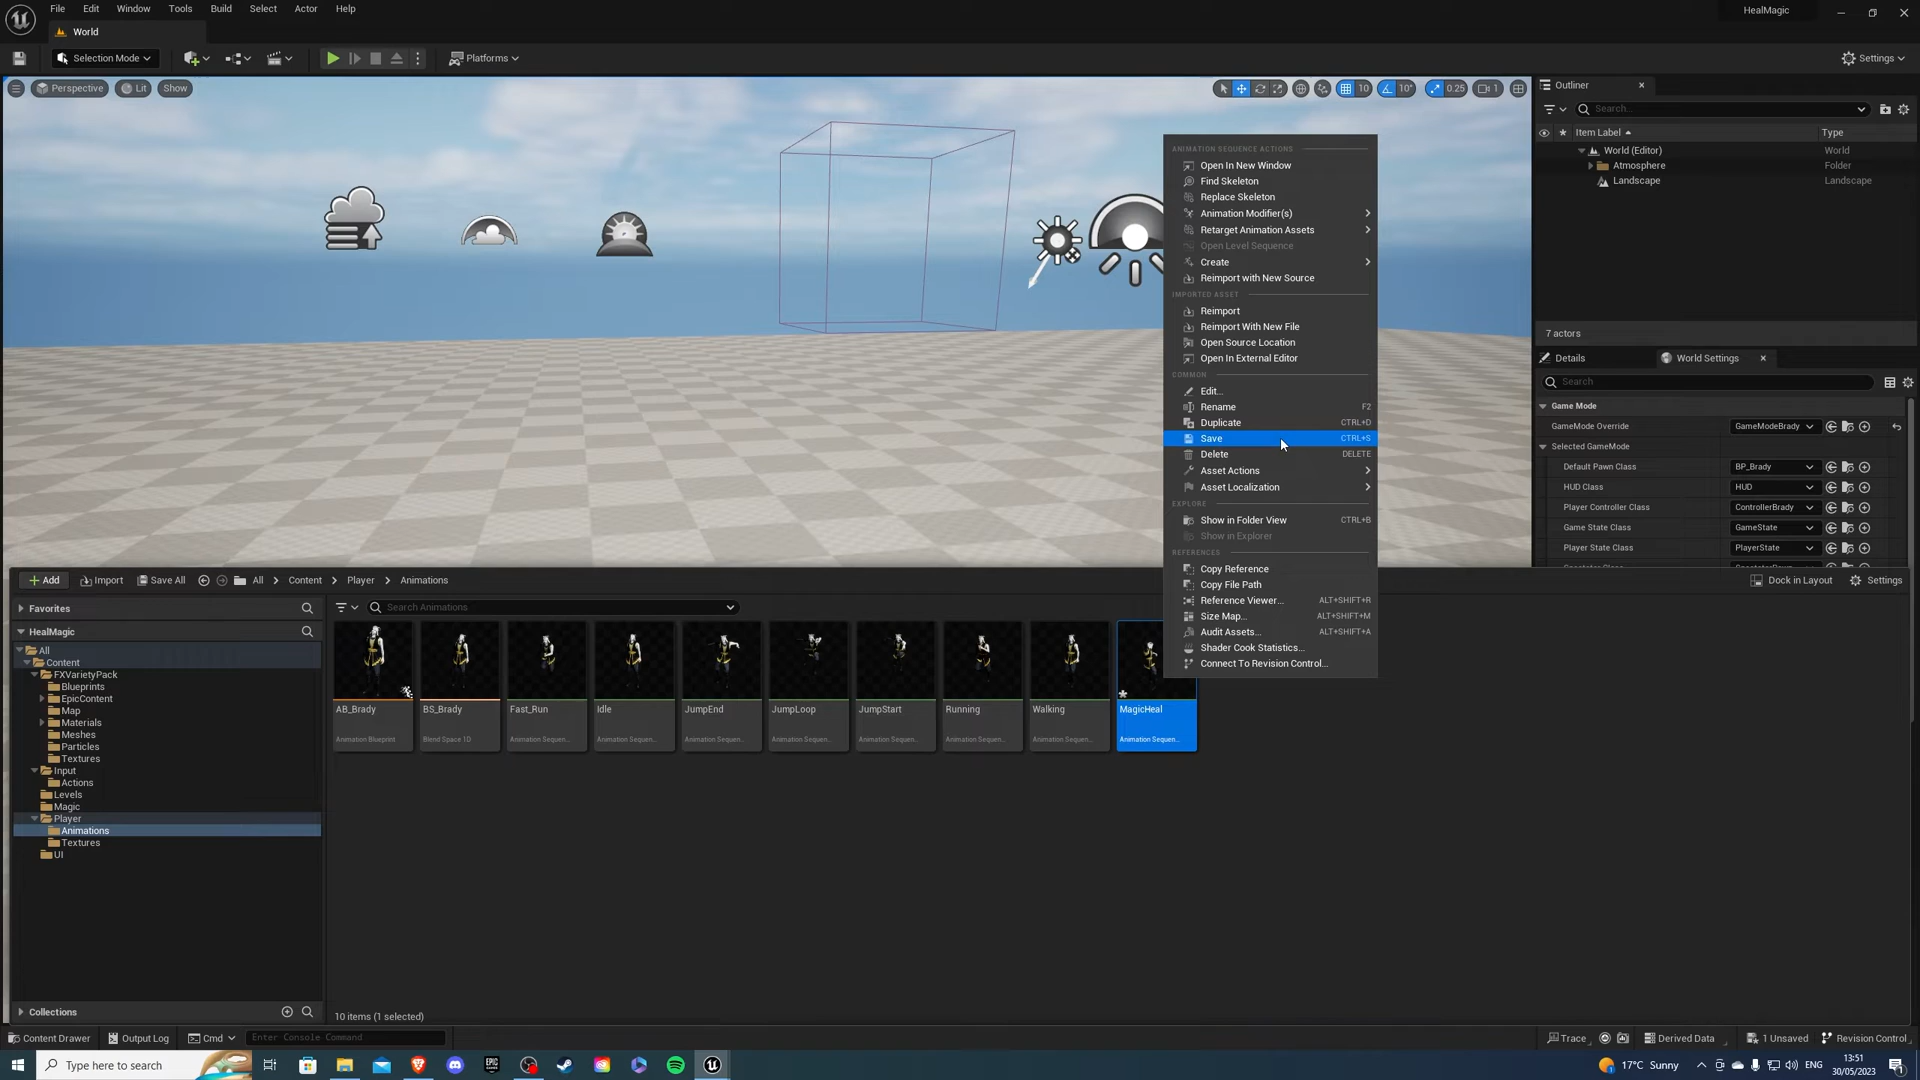 File Edit Window Tools Build Select Actor Help
HealMagic
World
Selection Mode
Platforms
Settings
Perspective Lit Show
10 10° 0.25 1
Outliner
Search...
Item Label Type
World (Editor) World
Atmosphere Folder
Landscape Landscape
7 actors
Details World Settings
Search
Game Mode
GameMode Override GameModeBrady
Selected GameMode
Default Pawn Class BP_Brady
HUD Class HUD
Player Controller Class ControllerBrady
Game State Class GameState
Player State Class PlayerState
ANIMATION SEQUENCE ACTIONS
Open In New Window
Find Skeleton
Replace Skeleton
Animation Modifier(s)
Retarget Animation Assets
Open Level Sequence
Create
Reimport with New Source
IMPORTED ASSET
Reimport
Reimport With New File
Open Source Location
Open In External Editor
COMMON
Edit...
Rename F2
Duplicate CTRL+D
Save CTRL+S
Delete DELETE
Asset Actions
Asset Localization
EXPLORE
Show in Folder View CTRL+B
Show in Explorer
REFERENCES
Copy Reference
Copy File Path
Reference Viewer... ALT+SHIFT+R
Size Map... ALT+SHIFT+M
Audit Assets... ALT+SHIFT+A
Shader Cook Statistics...
Connect To Revision Control...
Add Import Save All All Content Player Animations
Dock in Layout Settings
Favorites
HealMagic
All
Content
FXVarietyPack
Blueprints
EpicContent
Map
Materials
Meshes
Particles
Textures
Input
Actions
Levels
Magic
Player
Animations
Textures
UI
Collections
Search Animations
AB_Brady BS_Brady Fast_Run Idle JumpEnd JumpLoop JumpStart Running Walking MagicHeal
Animation Blueprint Blend Space 1D Animation Sequen... Animation Sequen... Animation Sequen... Animation Sequen... Animation Sequen... Animation Sequen... Animation Sequen... Animation Sequen...
10 items (1 selected)
Content Drawer Output Log Cmd Enter Console Command
Trace Derived Data 1 Unsaved Revision Control
Type here to search
EPIC GAMES
17°C Sunny ENG
13:51
30/05/2023
1